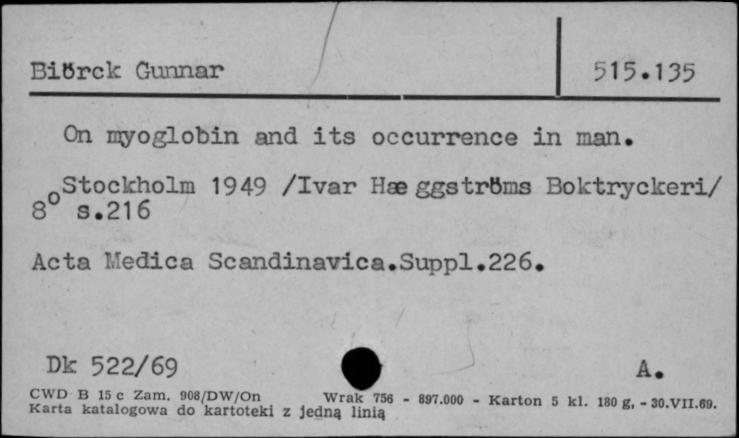 Biörck Gunnar 515.135
On myoglobin and its occurrence in man.
Stockholm 1949 /Ivar Hæggströms Boktryckeri/
8° s.216
Acta Medica Scandinavica.Suppl.226.
Dk 522/69 A.
CWD B 15 c Zam. 908/DW/On Wrak 756 - 897.000 - Karton 5 kl. 180 g. - 30.VII.69.
Karta katalogowa do kartoteki z jedną linią